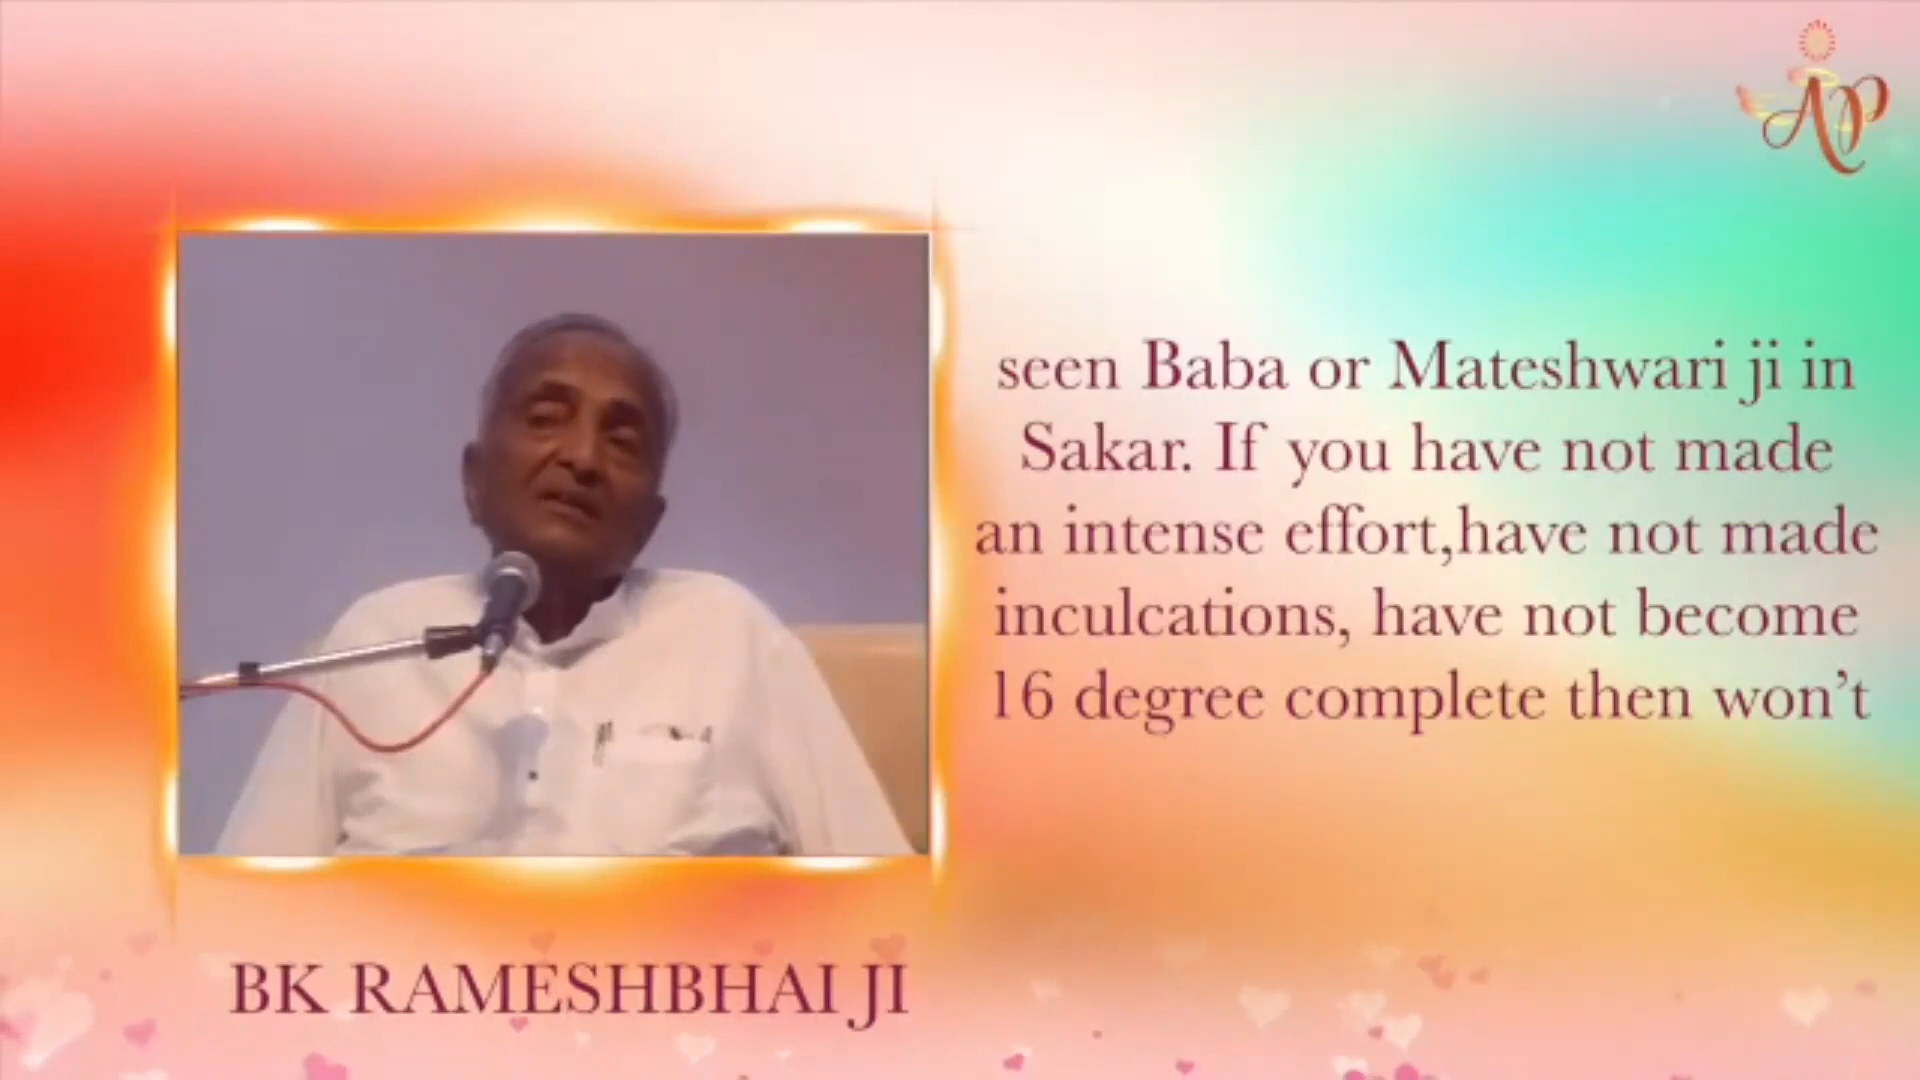 AP
seen Baba or Mateshwari ji in
Sakar. If you have not made
an intense effort,have not made
inculcations, have not become
16 degree complete then won’t
BK RAMESHBHAI JI